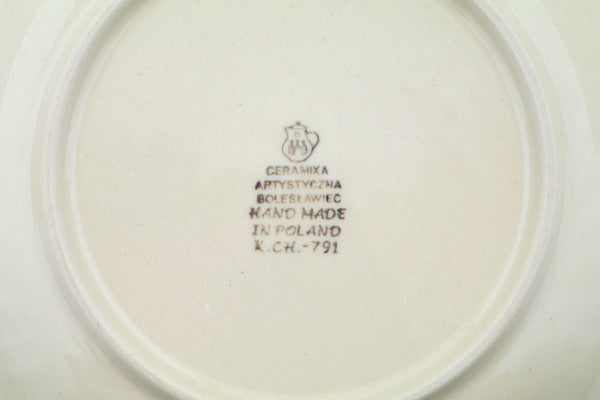 B
CERAMIKA
ARTYSTYCZNA
BOLESŁAWIEC
HAND MADE
IN POLAND
K.CH.-791